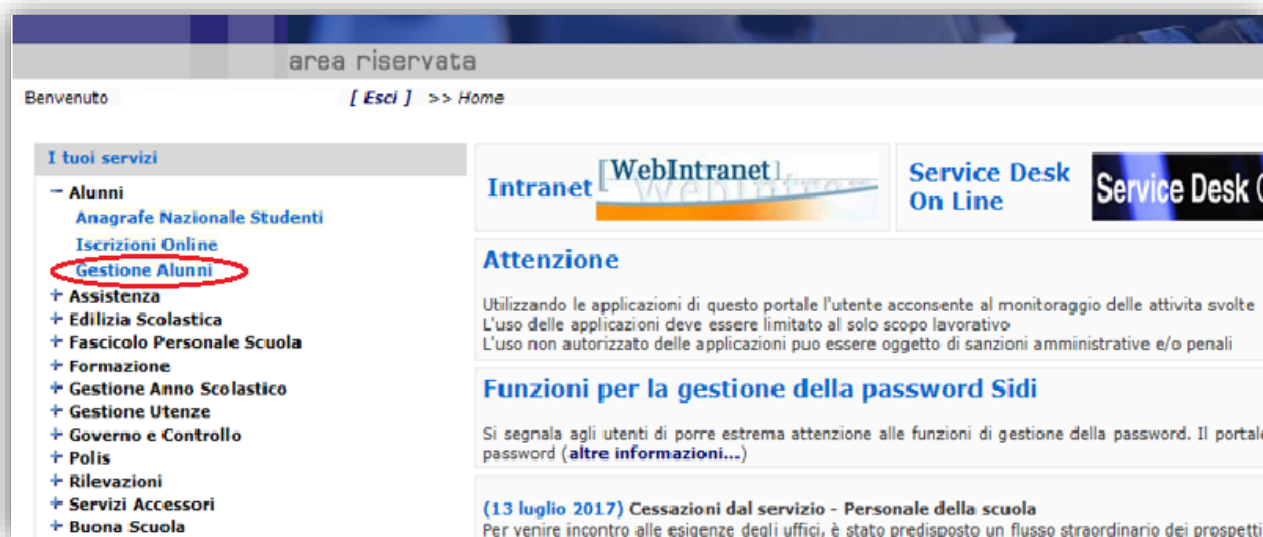 area riservata
Benvenuto [ Esci ] >> Home
I tuoi servizi
− Alunni
Anagrafe Nazionale Studenti
Iscrizioni Online
Gestione Alunni
+ Assistenza
+ Edilizia Scolastica
+ Fascicolo Personale Scuola
+ Formazione
+ Gestione Anno Scolastico
+ Gestione Utenze
+ Governo e Controllo
+ Polis
+ Rilevazioni
+ Servizi Accessori
+ Buona Scuola
Intranet
[WebIntranet]
Service Desk
On Line
Service Desk
Attenzione
Utilizzando le applicazioni di questo portale l'utente acconsente al monitoraggio delle attivita svolte
L'uso delle applicazioni deve essere limitato al solo scopo lavorativo
L'uso non autorizzato delle applicazioni puo essere oggetto di sanzioni amministrative e/o penali
Funzioni per la gestione della password Sidi
Si segnala agli utenti di porre estrema attenzione alle funzioni di gestione della password. Il portale
password (altre informazioni...)
(13 luglio 2017) Cessazioni dal servizio - Personale della scuola
Per venire incontro alle esigenze degli uffici, è stato predisposto un flusso straordinario dei prospetti